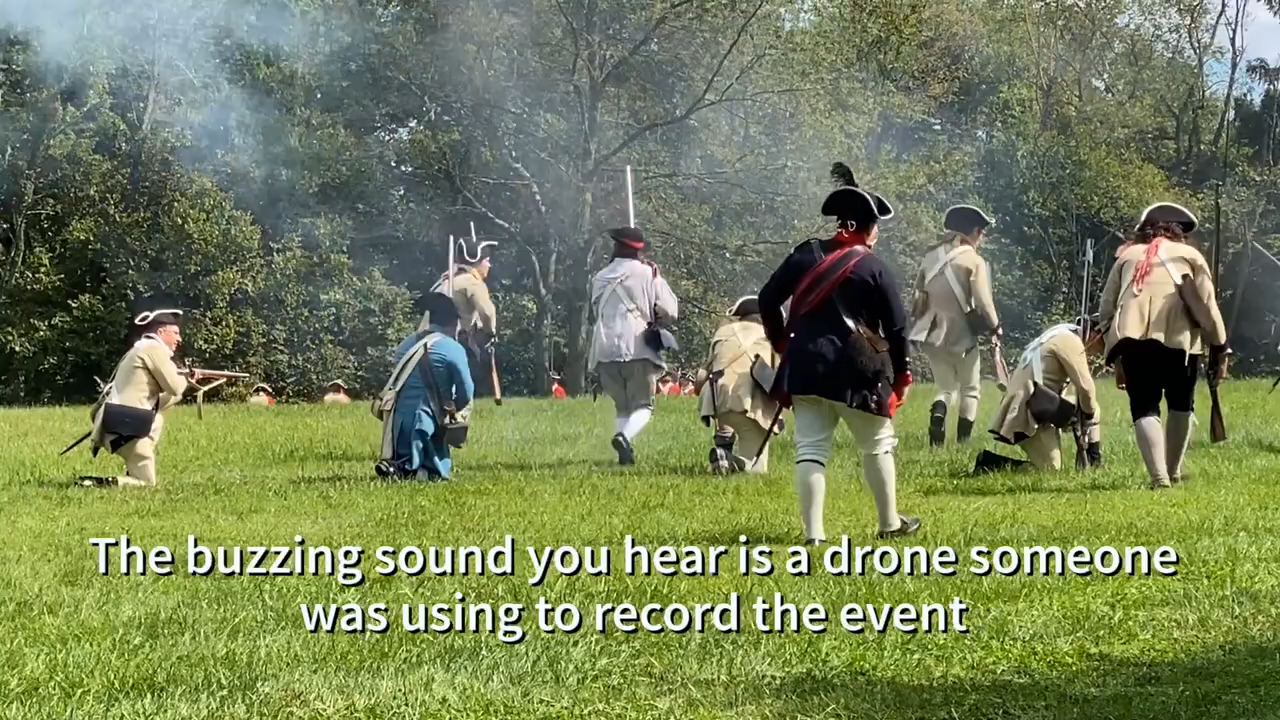 The buzzing sound you hear is a drone someone
was using to record the event